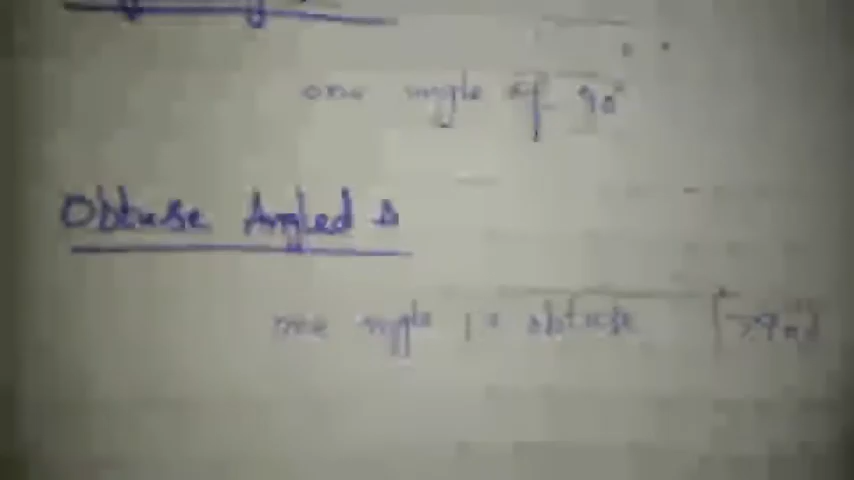 one angle of 90°
Obtuse Angled Δ
one angle is obtuse (>90°)